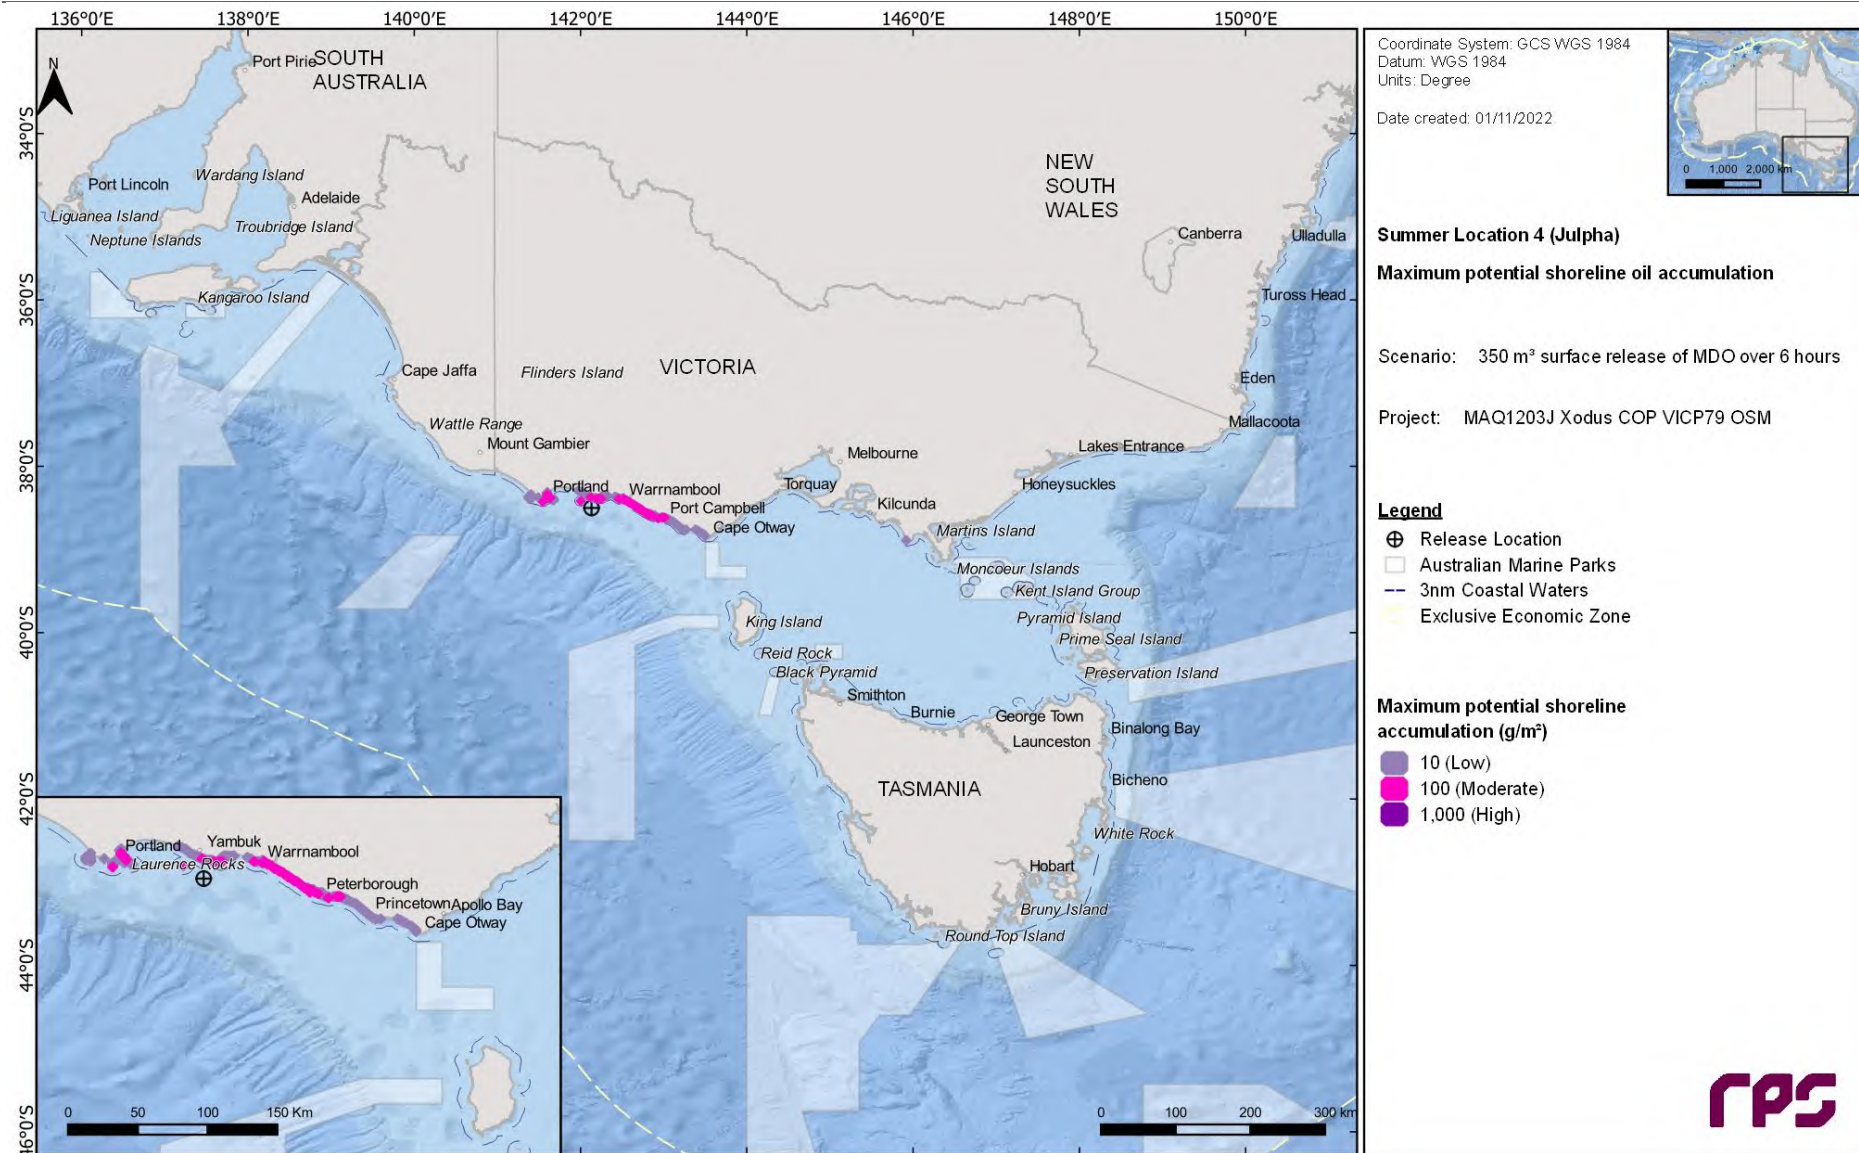 136°0'E 138°0'E 140°0'E 142°0'E 144°0'E 146°0'E 148°0'E 150°0'E
34°0'S
36°0'S
38°0'S
40°0'S
42°0'S
44°0'S
46°0'S
N
Port Pirie
SOUTH
AUSTRALIA
Wardang Island
Port Lincoln
Adelaide
Liguanea Island
Troubridge Island
Neptune Islands
Kangaroo Island
NEW
SOUTH
WALES
Canberra
Ulladulla
Tuross Head
Cape Jaffa
Flinders Island
VICTORIA
Eden
Wattle Range
Mount Gambier
Mallacoota
Melbourne
Lakes Entrance
Portland
Warrnambool
Torquay
Honeysuckles
Port Campbell
Kilcunda
Cape Otway
Martins Island
Moncoeur Islands
Kent Island Group
King Island
Pyramid Island
Prime Seal Island
Reid Rock
Black Pyramid
Preservation Island
Smithton
Burnie
George Town
Binalong Bay
Launceston
Bicheno
TASMANIA
White Rock
Hobart
Bruny Island
Round Top Island
0 100 200 300 km
Portland
Yambuk
Warrnambool
Laurence Rocks
Peterborough
Princetown
Apollo Bay
Cape Otway
0 50 100 150 Km
Coordinate System: GCS WGS 1984
Datum: WGS 1984
Units: Degree
Date created: 01/11/2022
0 1,000 2,000 km
Summer Location 4 (Julpha)
Maximum potential shoreline oil accumulation
Scenario: 350 m³ surface release of MDO over 6 hours
Project: MAQ1203J Xodus COP VICP79 OSM
Legend
Release Location
Australian Marine Parks
3nm Coastal Waters
Exclusive Economic Zone
Maximum potential shoreline
accumulation (g/m²)
10 (Low)
100 (Moderate)
1,000 (High)
rps